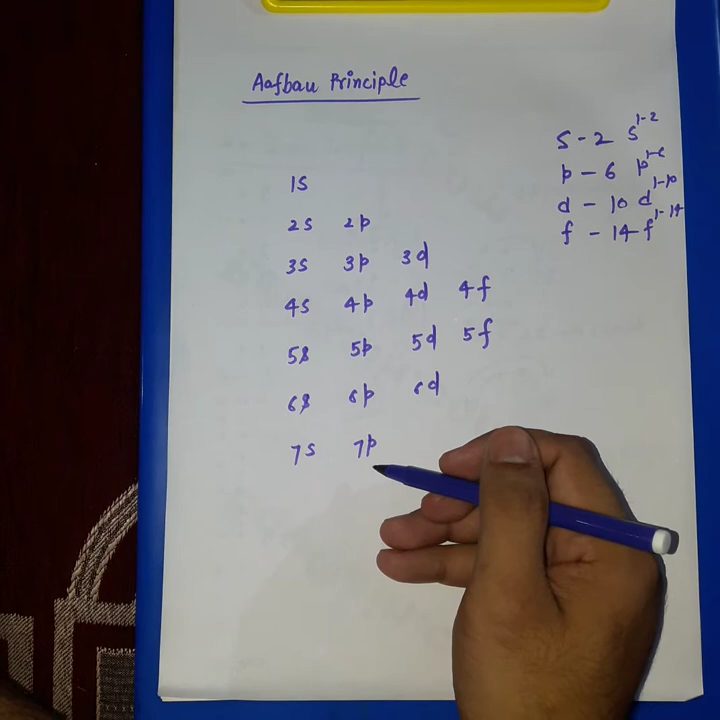 Aafbau Principle
S - 2 S¹⁻²
p - 6 p¹⁻⁶
d - 10 d¹⁻¹⁰
f - 14 f¹⁻¹⁴
1s
2s 2p
3s 3p 3d
4s 4p 4d 4f
5s 5p 5d 5f
6s 6p 6d
7s 7p